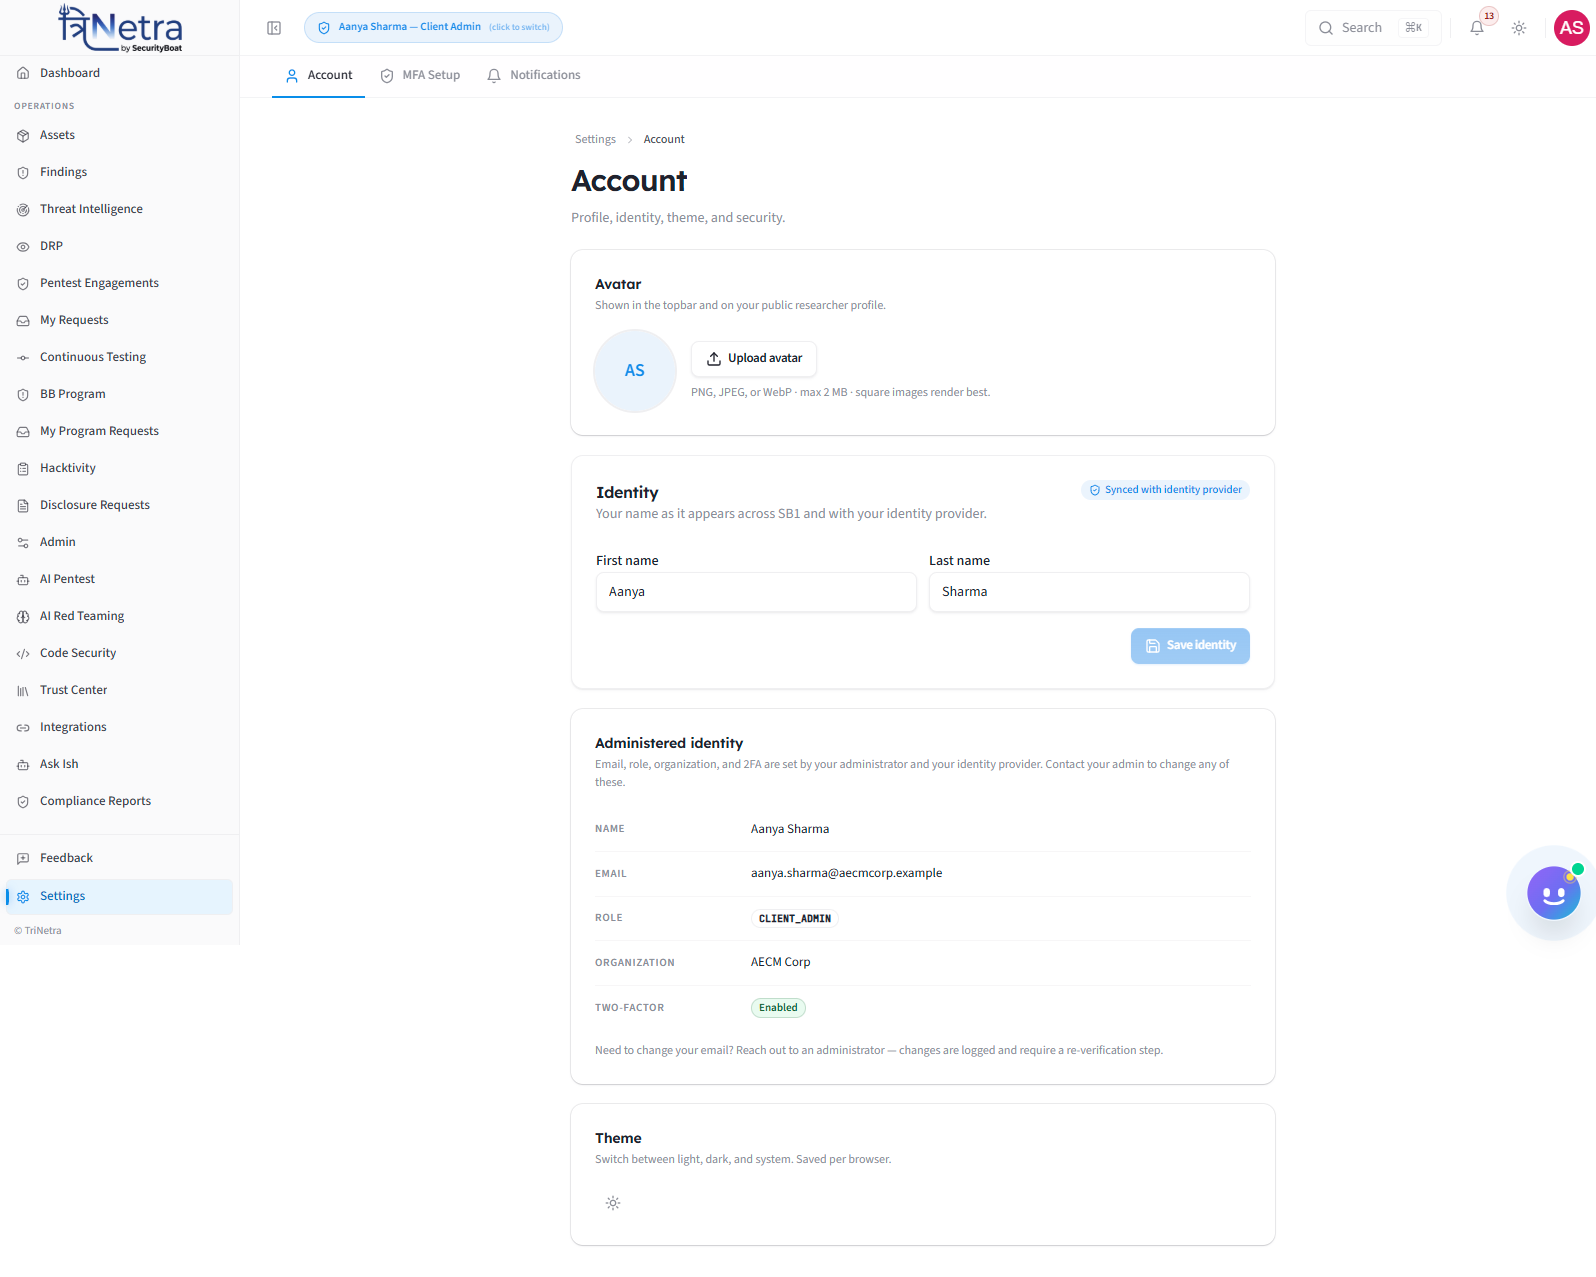 त्रिNetra
by SecurityBoat
Aanya Sharma — Client Admin (click to switch)
Search ⌘K
13
AS
Dashboard
OPERATIONS
Assets
Findings
Threat Intelligence
DRP
Pentest Engagements
My Requests
Continuous Testing
BB Program
My Program Requests
Hacktivity
Disclosure Requests
Admin
AI Pentest
AI Red Teaming
Code Security
Trust Center
Integrations
Ask Ish
Compliance Reports
Feedback
Settings
© TriNetra
Account
MFA Setup
Notifications
Settings > Account
Account
Profile, identity, theme, and security.
Avatar
Shown in the topbar and on your public researcher profile.
AS
Upload avatar
PNG, JPEG, or WebP · max 2 MB · square images render best.
Identity
Synced with identity provider
Your name as it appears across SB1 and with your identity provider.
First name
Last name
Aanya
Sharma
Save identity
Administered identity
Email, role, organization, and 2FA are set by your administrator and your identity provider. Contact your admin to change any of
these.
NAME Aanya Sharma
EMAIL aanya.sharma@aecmcorp.example
ROLE CLIENT_ADMIN
ORGANIZATION AECM Corp
TWO-FACTOR Enabled
Need to change your email? Reach out to an administrator — changes are logged and require a re-verification step.
Theme
Switch between light, dark, and system. Saved per browser.